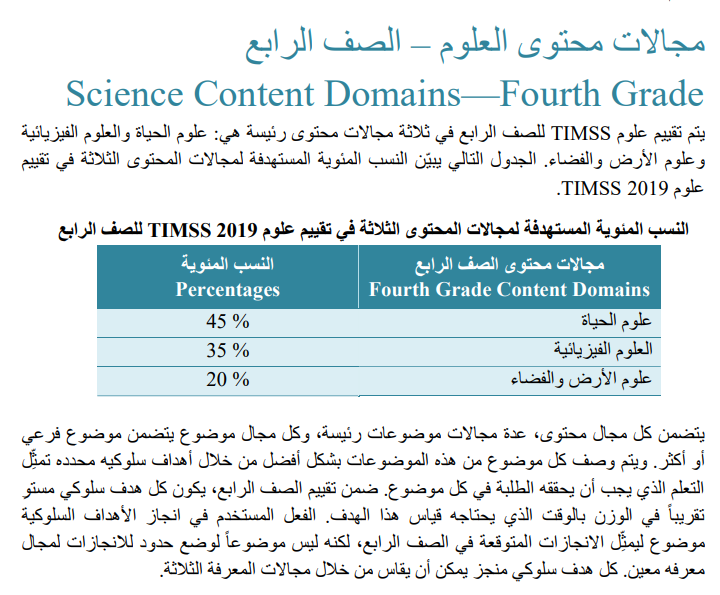 مجالات محتوى العلوم – الصف الرابع
Science Content Domains—Fourth Grade
يتم تقييم علوم TIMSS للصف الرابع في ثلاثة مجالات محتوى رئيسة هي: علوم الحياة والعلوم الفيزيائية
وعلوم الأرض والفضاء. الجدول التالي يبيّن النسب المئوية المستهدفة لمجالات المحتوى الثلاثة في تقييم
علوم TIMSS 2019.
النسب المئوية المستهدفة لمجالات المحتوى الثلاثة في تقييم علوم TIMSS 2019 للصف الرابع
مجالات محتوى الصف الرابع النسب المئوية
Fourth Grade Content Domains Percentages
علوم الحياة 45 %
العلوم الفيزيائية 35 %
علوم الأرض والفضاء 20 %
يتضمن كل مجال محتوى، عدة مجالات موضوعات رئيسة، وكل مجال موضوع يتضمن موضوع فرعي
أو أكثر. ويتم وصف كل موضوع من هذه الموضوعات بشكل أفضل من خلال أهداف سلوكيه محدده تمثِّل
التعلم الذي يجب أن يحققه الطلبة في كل موضوع. ضمن تقييم الصف الرابع، يكون كل هدف سلوكي مستو
تقريباً في الوزن بالوقت الذي يحتاجه قياس هذا الهدف. الفعل المستخدم في انجاز الأهداف السلوكية
موضوع ليمثِّل الانجازات المتوقعة في الصف الرابع، لكنه ليس موضوعاً لوضع حدود للانجازات لمجال
معرفه معين. كل هدف سلوكي منجز يمكن أن يقاس من خلال مجالات المعرفة الثلاثة.